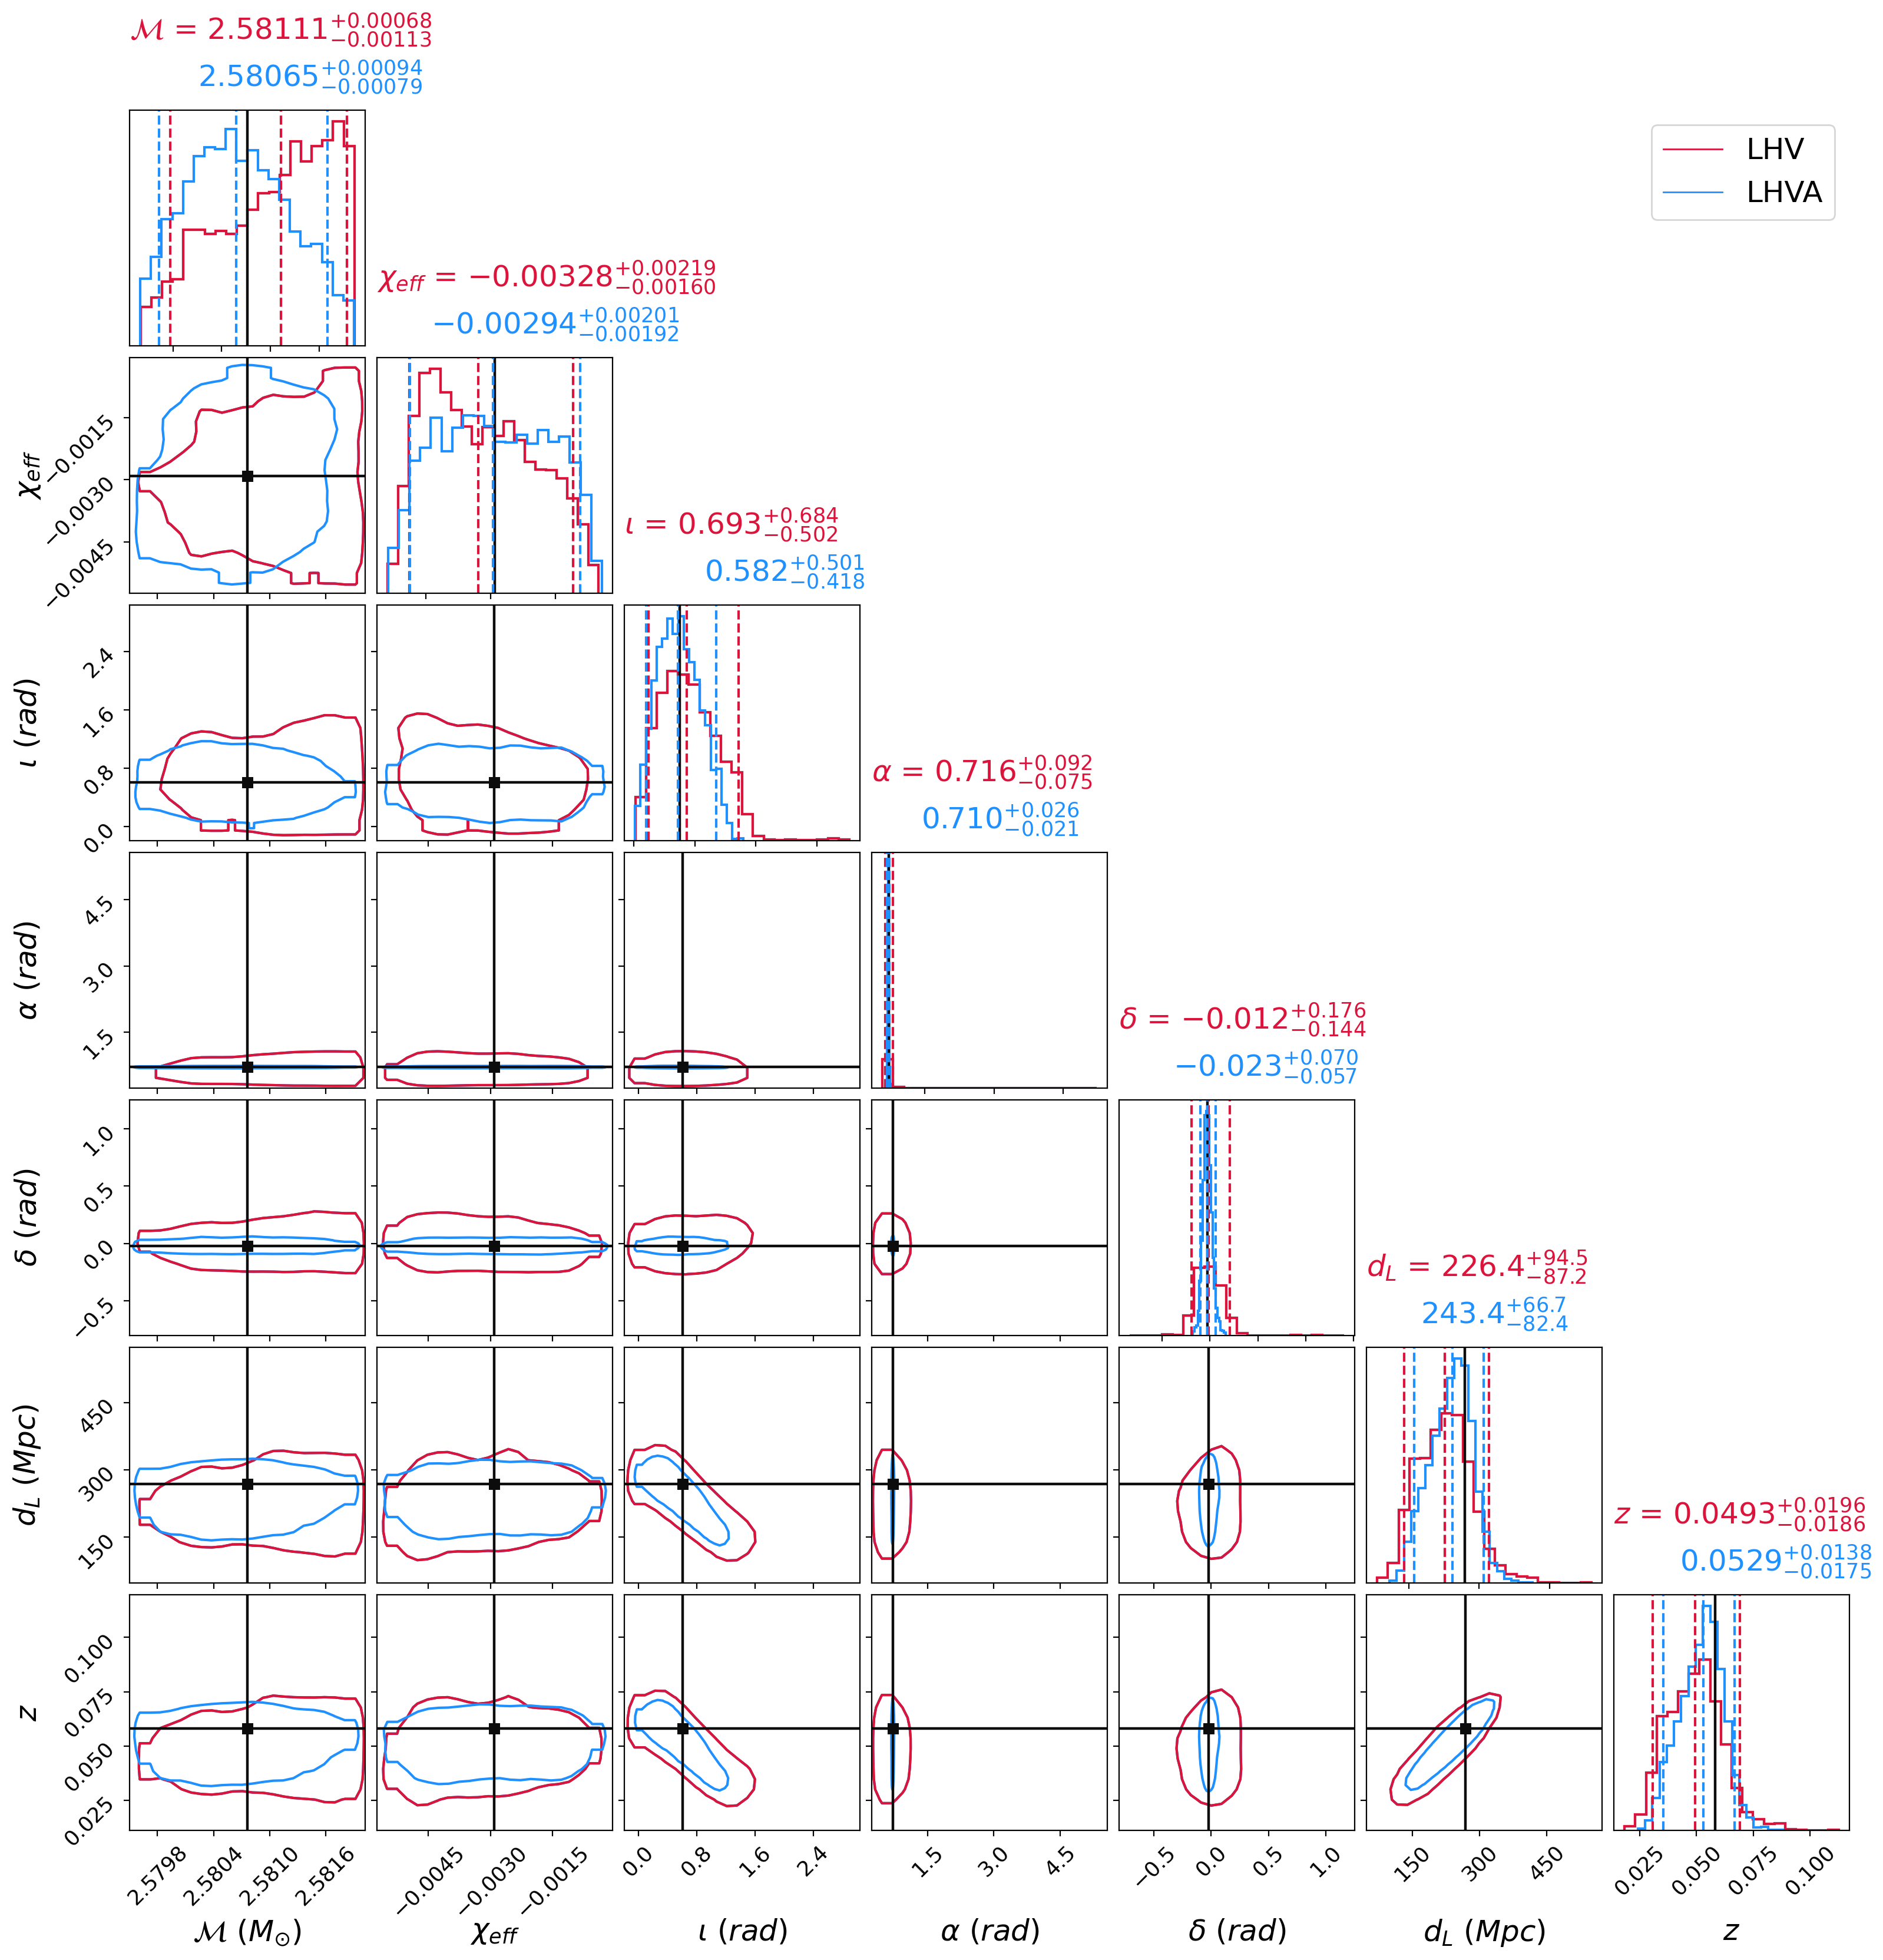 ℳ = 2.58111+0.00068−0.00113
2.58065+0.00094−0.00079
LHV
LHVA
χeff = −0.00328+0.00219−0.00160
−0.00294+0.00201−0.00192
χeff
−0.0015
−0.0030
−0.0045
ι = 0.693+0.684−0.502
0.582+0.501−0.418
ι (rad)
2.4
1.6
0.8
0.0
α = 0.716+0.092−0.075
0.710+0.026−0.021
α (rad)
4.5
3.0
1.5
δ = −0.012+0.176−0.144
−0.023+0.070−0.057
δ (rad)
1.0
0.5
0.0
−0.5
dL = 226.4+94.5−87.2
243.4+66.7−82.4
dL (Mpc)
450
300
150
z = 0.0493+0.0196−0.0186
0.0529+0.0138−0.0175
z
0.100
0.075
0.050
0.025
2.5798 2.5804 2.5810 2.5816 −0.0045 −0.0030 −0.0015 0.0 0.8 1.6 2.4 1.5 3.0 4.5 −0.5 0.0 0.5 1.0 150 300 450 0.025 0.050 0.075 0.100
ℳ (M⊙) χeff ι (rad) α (rad) δ (rad) dL (Mpc) z